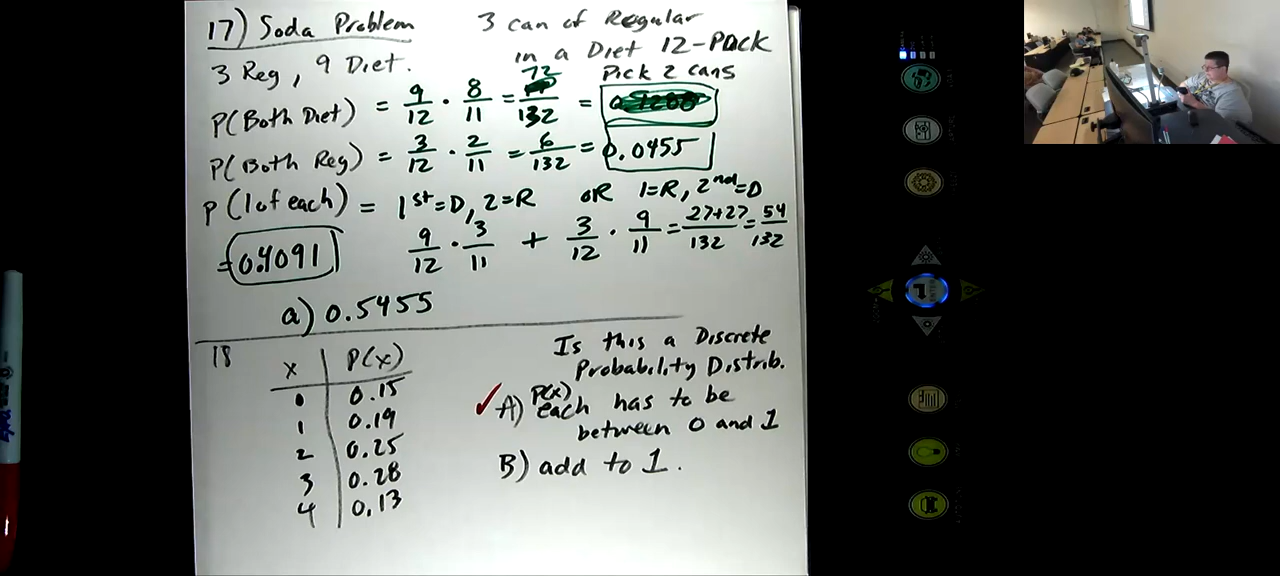 17) Soda Problem
3 can of Regular
in a Diet 12-Pack
3 Reg, 9 Diet.
Pick 2 cans
P(Both Diet) = 9/12 · 8/11 = 72/132 =
P(Both Reg) = 3/12 · 2/11 = 6/132 = 0.0455
P(1 of each) = 1st=D, 2=R OR 1=R, 2nd=D
9/12 · 3/11 + 3/12 · 9/11 = 27+27/132 = 54/132
= 0.4091
a) 0.5455
18
x P(x)
0 0.15
1 0.19
2 0.25
3 0.28
4 0.13
Is this a Discrete
Probability Distrib.
✓ A) P(x) each has to be
between 0 and 1
B) add to 1.